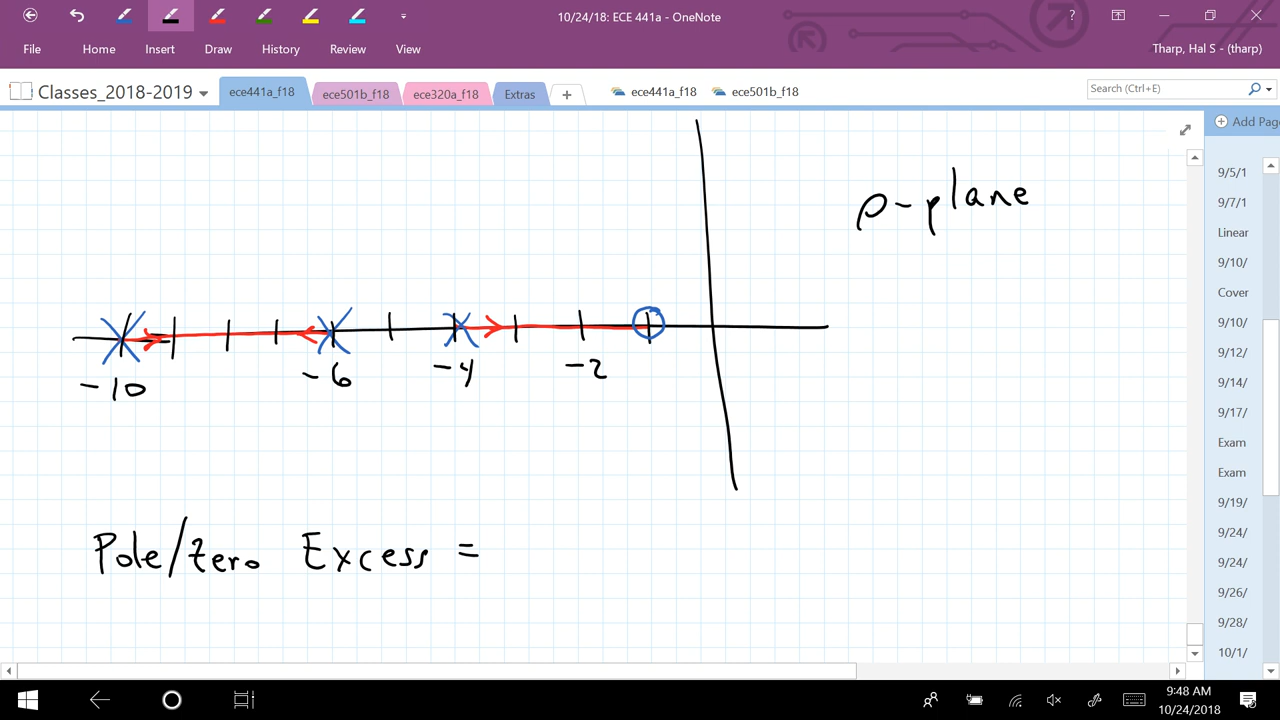 10/24/18: ECE 441a - OneNote
?
File Home Insert Draw History Review View
Tharp, Hal S - (tharp)
Classes_2018-2019 ece441a_f18 ece501b_f18 ece320a_f18 Extras + ece441a_f18 ece501b_f18
Search (Ctrl+E)
Add Page
9/5/1
9/7/1
Linear
9/10/
Cover
9/10/
9/12/
9/14/
9/17/
Exam
Exam
9/19/
9/24/
9/24/
9/26/
9/28/
10/1/
ρ-plane
-10 -6 -4 -2
Pole/zero Excess =
9:48 AM
10/24/2018